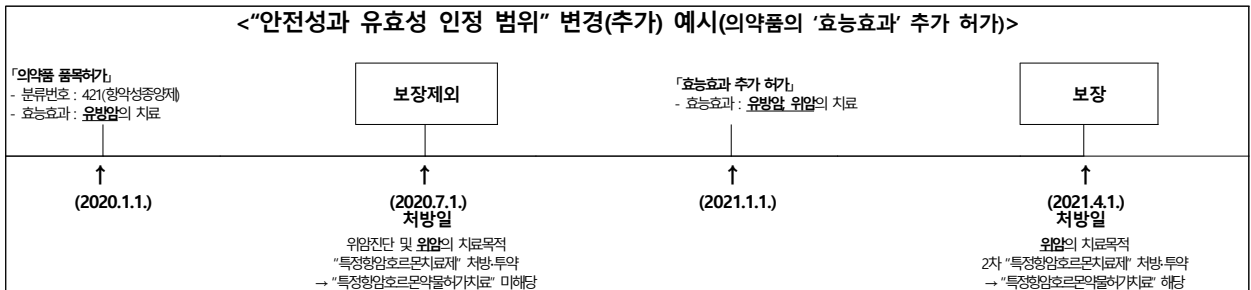 <“안전성과 유효성 인정 범위” 변경(추가) 예시(의약품의 ‘효능효과’ 추가 허가)>
「의약품 품목허가」
- 분류번호 : 421(항악성종양제)
- 효능효과 : 유방암의 치료
보장제외
「효능효과 추가 허가」
- 효능효과 : 유방암, 위암의 치료
보장
↑ ↑ ↑ ↑
(2020.1.1.) (2020.7.1.) (2021.1.1.) (2021.4.1.)
처방일 처방일
위암진단 및 위암의 치료목적
“특정항암호르몬치료제” 처방·투약
→ “특정항암호르몬약물허가치료” 미해당
위암의 치료목적
2차 “특정항암호르몬치료제” 처방·투약
→ “특정항암호르몬약물허가치료” 해당